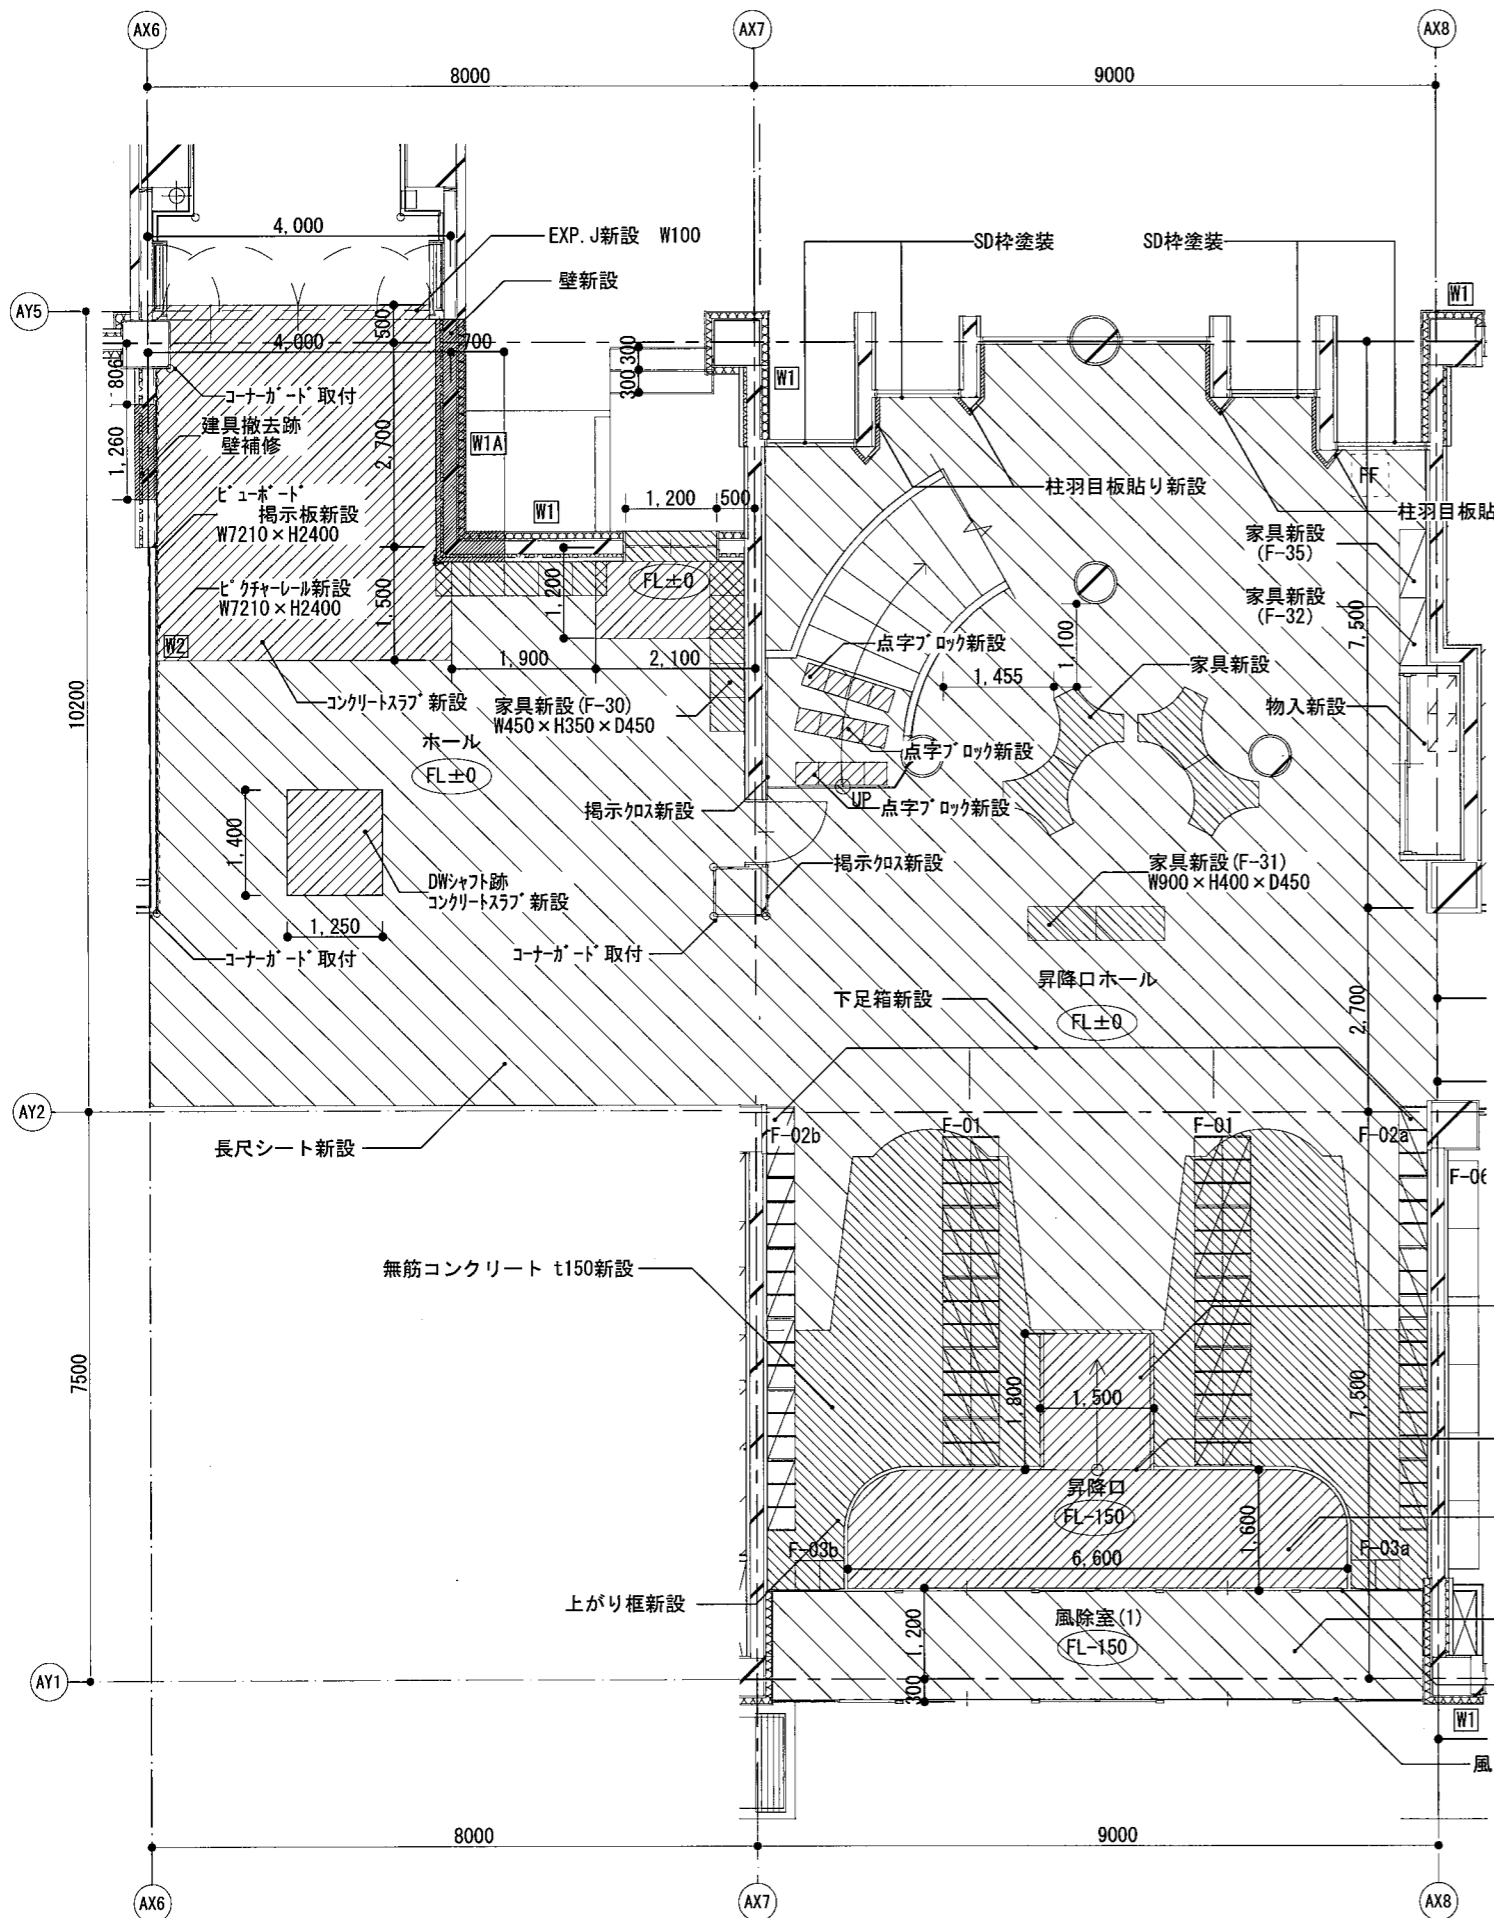 AX6
AX7
AX8
8000
9000
4,000
EXP.J新設 W100
SD枠塗装
SD枠塗装
壁新設
AY5
W1
500
4,000
700
300
300
806
W1
コーナーガード取付
建具撤去跡
壁補修
1,260
2,700
W1A
FF
柱羽目板貼り新設
ビューボード
掲示板新設
W7210×H2400
W1
1,200
500
柱羽目板貼
家具新設
(F-35)
ピクチャーレール新設
W7210×H2400
1,500
1,200
FL±0
家具新設
(F-32)
7,500
W2
点字ブロック新設
1,100
1,900
2,100
1,455
家具新設
コンクリートスラブ新設
家具新設(F-30)
W450×H350×D450
物入新設
10200
ホール
FL±0
点字ブロック新設
UP
掲示クロス新設
点字ブロック新設
1,400
掲示クロス新設
家具新設(F-31)
W900×H400×D450
DWシャフト跡
コンクリートスラブ新設
1,250
コーナーガード取付
コーナーガード取付
昇降口ホール
下足箱新設
FL±0
2,700
AY2
長尺シート新設
F-02b
F-01
F-01
F-02a
F-06
無筋コンクリート t150新設
7500
1,800
1,500
7,500
昇降口
FL-150
1,600
F-03b
6,600
F-03a
上がり框新設
風除室(1)
FL-150
1,200
AY1
300
W1
風
8000
9000
AX6
AX7
AX8